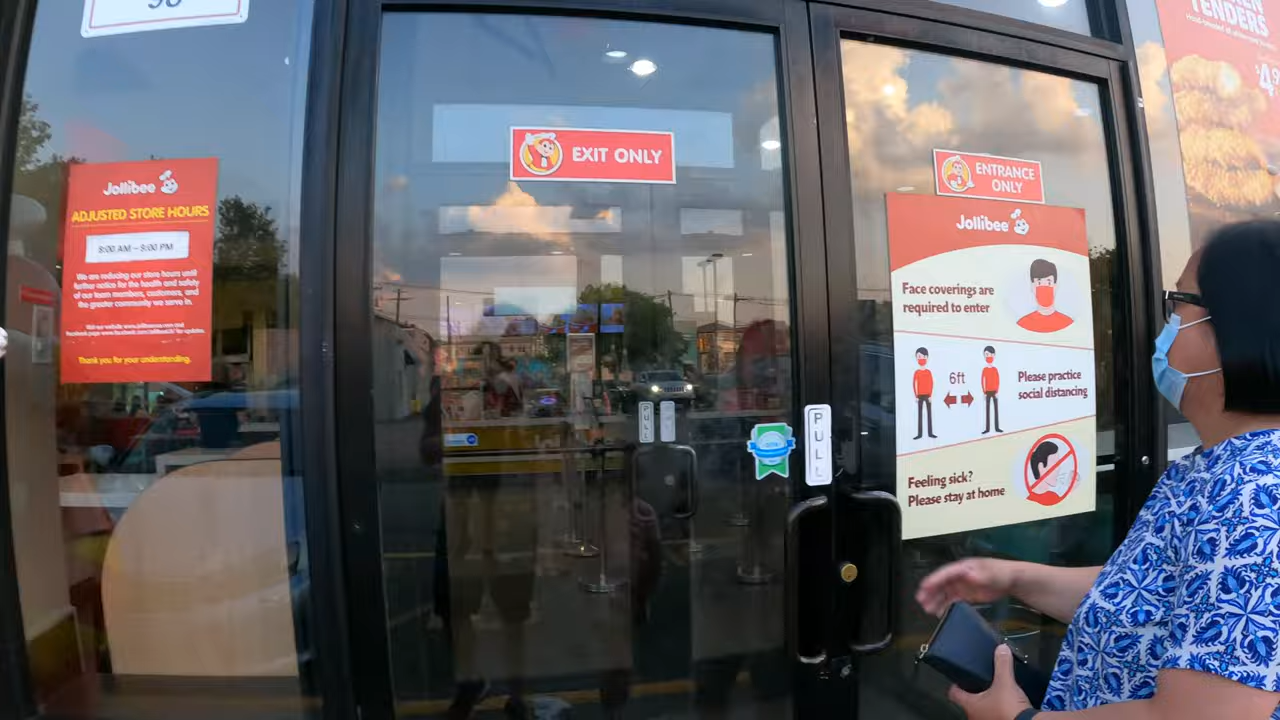 Jollibee
ADJUSTED STORE HOURS
8:00 AM – 9:00 PM
We are reducing our store hours until
further notice for the health and safety
of our team members, customers, and
the greater community we serve in.
Thank you for your understanding.
EXIT ONLY
PULL
PULL
ENTRANCE
ONLY
Jollibee
Face coverings are
required to enter
6ft
Please practice
social distancing
Feeling sick?
Please stay at home
TENDERS